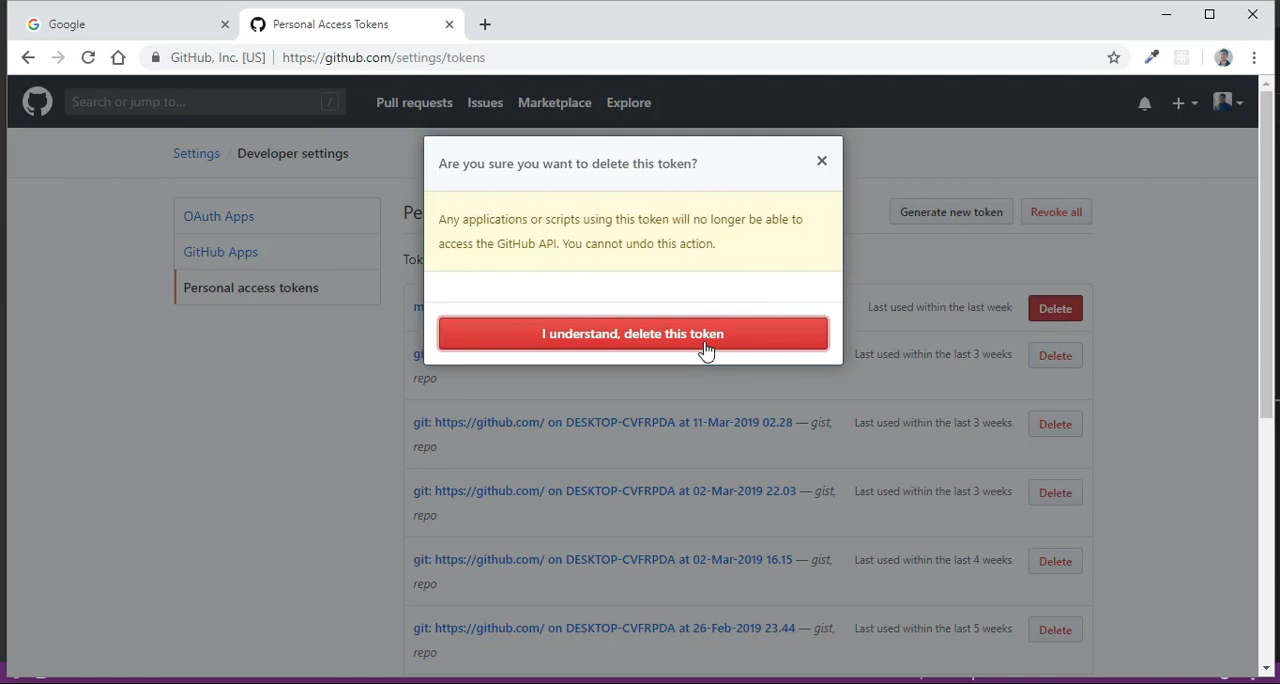 Google
Personal Access Tokens
GitHub, Inc. [US] | https://github.com/settings/tokens
Search or jump to... /
Pull requests Issues Marketplace Explore
Settings / Developer settings
Are you sure you want to delete this token?
OAuth Apps
GitHub Apps
Personal access tokens
Generate new token Revoke all
Any applications or scripts using this token will no longer be able to
access the GitHub API. You cannot undo this action.
I understand, delete this token
Last used within the last week Delete
Last used within the last 3 weeks Delete
repo
git: https://github.com/ on DESKTOP-CVFRPDA at 11-Mar-2019 02.28 — gist, Last used within the last 3 weeks Delete
repo
git: https://github.com/ on DESKTOP-CVFRPDA at 02-Mar-2019 22.03 — gist, Last used within the last 3 weeks Delete
repo
git: https://github.com/ on DESKTOP-CVFRPDA at 02-Mar-2019 16.15 — gist, Last used within the last 4 weeks Delete
repo
git: https://github.com/ on DESKTOP-CVFRPDA at 26-Feb-2019 23.44 — gist, Last used within the last 5 weeks Delete
repo